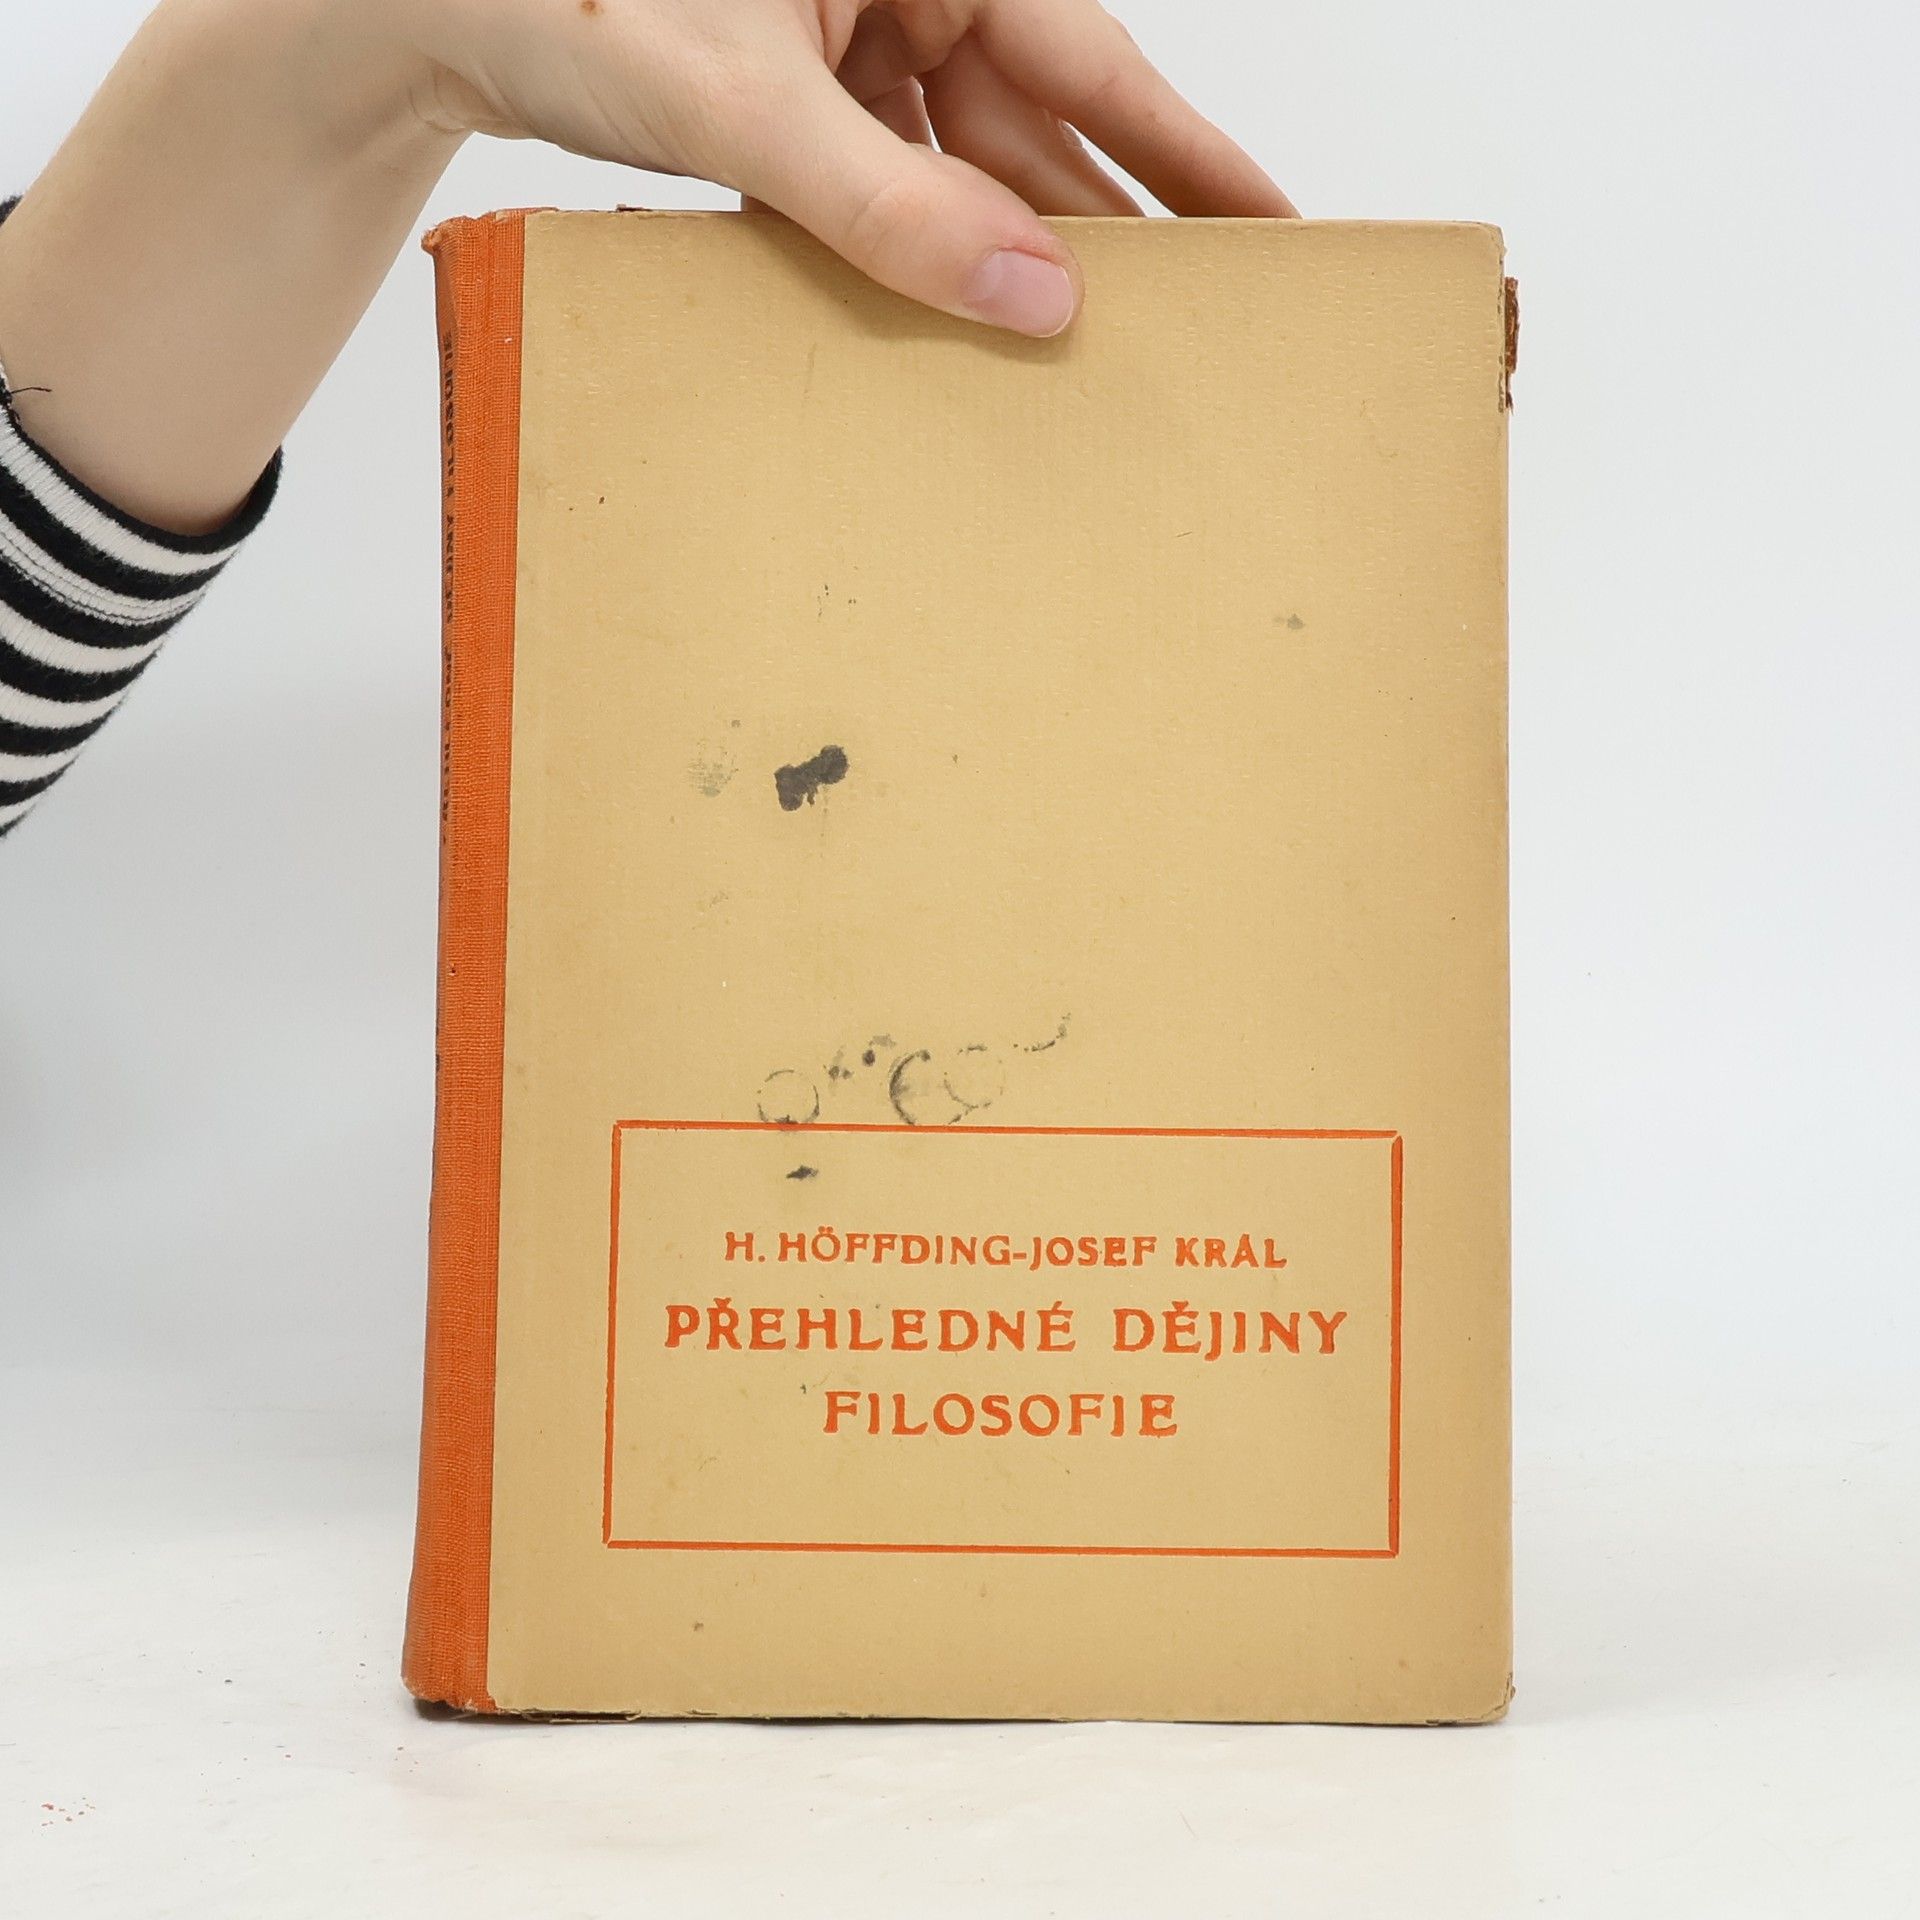 H. HÖFFDING-JOSEF KRÁL
PŘEHLEDNÉ DĚJINY
FILOSOFIE